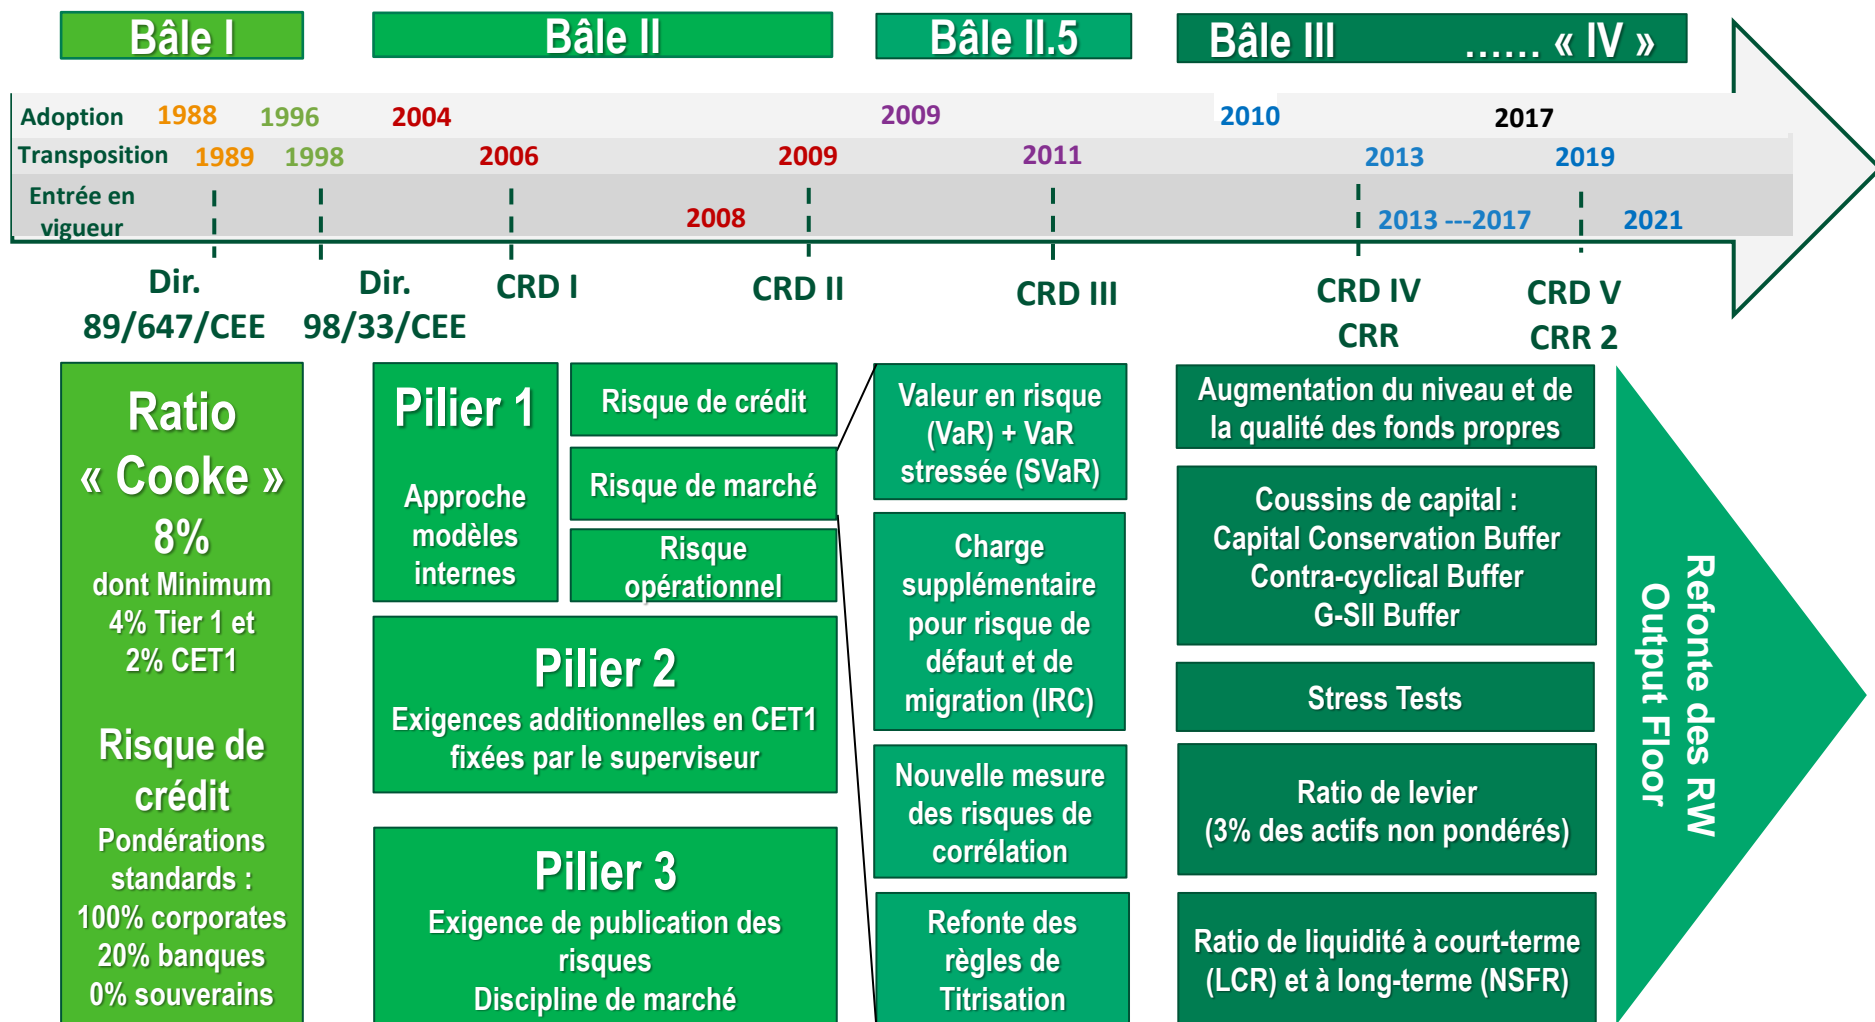 Bâle I
Bâle II
Bâle II.5
Bâle III ...... « IV »
Adoption 1988 1996 2004 2009 2010 2017
Transposition 1989 1998 2006 2009 2011 2013 2019
Entrée en
vigueur
2008 2013 ---2017 2021
Dir.
89/647/CEE
Dir.
98/33/CEE
CRD I
CRD II
CRD III
CRD IV
CRR
CRD V
CRR 2
Ratio
« Cooke »
8%
dont Minimum
4% Tier 1 et
2% CET1
Risque de
crédit
Pondérations
standards :
100% corporates
20% banques
0% souverains
Pilier 1
Approche
modèles
internes
Risque de crédit
Risque de marché
Risque
opérationnel
Pilier 2
Exigences additionnelles en CET1
fixées par le superviseur
Pilier 3
Exigence de publication des
risques
Discipline de marché
Valeur en risque
(VaR) + VaR
stressée (SVaR)
Charge
supplémentaire
pour risque de
défaut et de
migration (IRC)
Nouvelle mesure
des risques de
corrélation
Refonte des
règles de
Titrisation
Augmentation du niveau et de
la qualité des fonds propres
Coussins de capital :
Capital Conservation Buffer
Contra-cyclical Buffer
G-SII Buffer
Stress Tests
Ratio de levier
(3% des actifs non pondérés)
Ratio de liquidité à court-terme
(LCR) et à long-terme (NSFR)
Refonte des RW
Output Floor